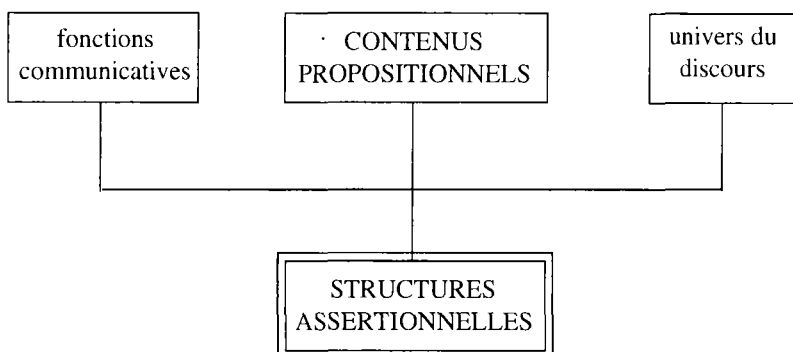 fonctions
communicatives
CONTENUS
PROPOSITIONNELS
univers du
discours
STRUCTURES
ASSERTIONNELLES